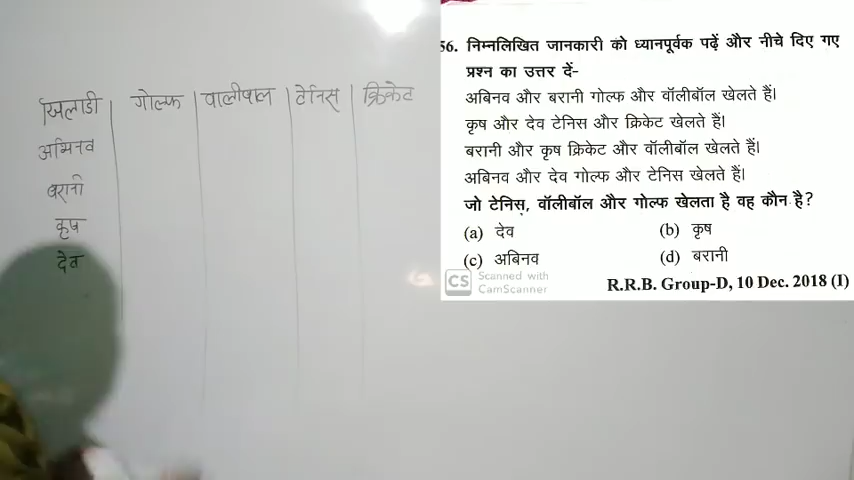 खिलाडी गोल्फ वालीवाल टेनिस क्रिकेट
अभिनव
बरानी
कृष
देव
56. निम्नलिखित जानकारी को ध्यानपूर्वक पढ़ें और नीचे दिए गए
प्रश्न का उत्तर दें-
अबिनव और बरानी गोल्फ और वॉलीबॉल खेलते हैं।
कृष और देव टेनिस और क्रिकेट खेलते हैं।
बरानी और कृष क्रिकेट और वॉलीबॉल खेलते हैं।
अबिनव और देव गोल्फ और टेनिस खेलते हैं।
जो टेनिस, वॉलीबॉल और गोल्फ खेलता है वह कौन है?
(a) देव (b) कृष
(c) अबिनव (d) बरानी
CS Scanned with
CamScanner
R.R.B. Group-D, 10 Dec. 2018 (I)